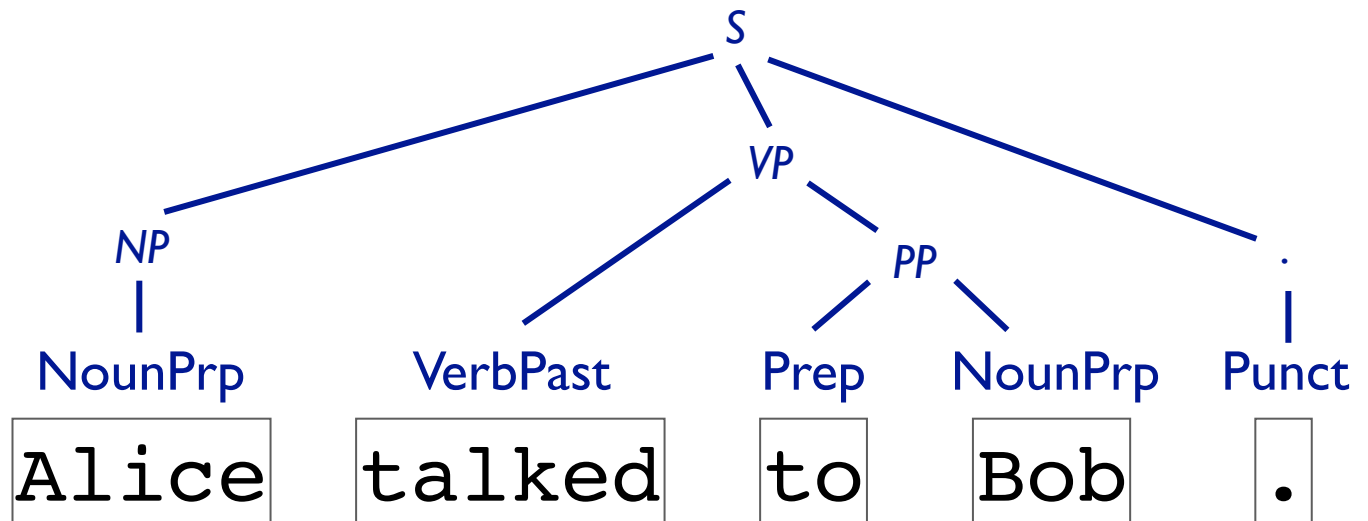 S
VP
NP
PP
.
NounPrp VerbPast Prep NounPrp Punct
Alice talked to Bob .